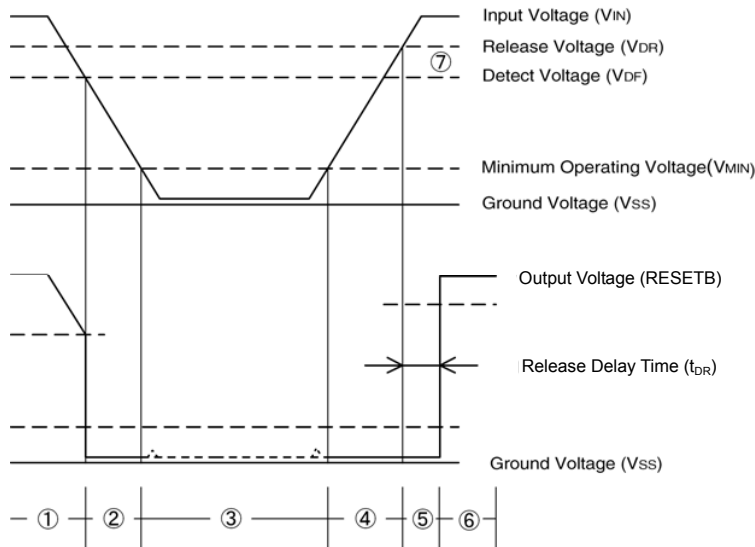 Input Voltage (VIN)
Release Voltage (VDR)
⑦
Detect Voltage (VDF)
Minimum Operating Voltage(VMIN)
Ground Voltage (VSS)
Output Voltage (RESETB)
Release Delay Time (tDR)
Ground Voltage (VSS)
① ② ③ ④ ⑤ ⑥